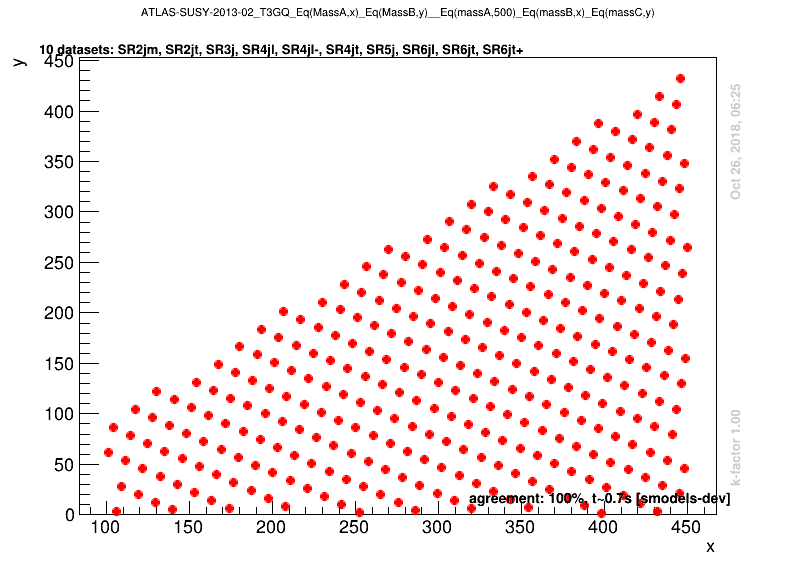 ATLAS-SUSY-2013-02_T3GQ_Eq(MassA,x)_Eq(MassB,y)__Eq(massA,500)_Eq(massB,x)_Eq(massC,y)
10 datasets: SR2jm, SR2jt, SR3j, SR4jl, SR4jl-, SR4jt, SR5j, SR6jl, SR6jt, SR6jt+
y
450
400
350
300
250
200
150
100
50
0
100 150 200 250 300 350 400 450
x
agreement: 100%, t~0.7s [smodels-dev]
Oct 26, 2018, 06:25
k-factor 1.00